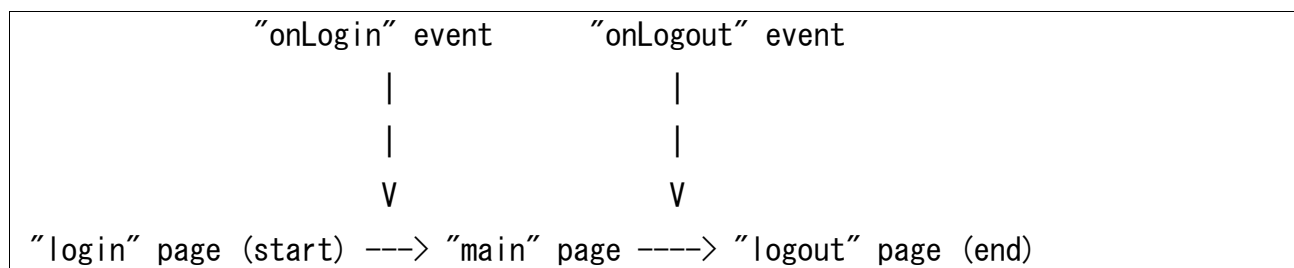 "onLogin" event "onLogout" event
| |
| |
V V
"login" page (start) ---> "main" page ----> "logout" page (end)